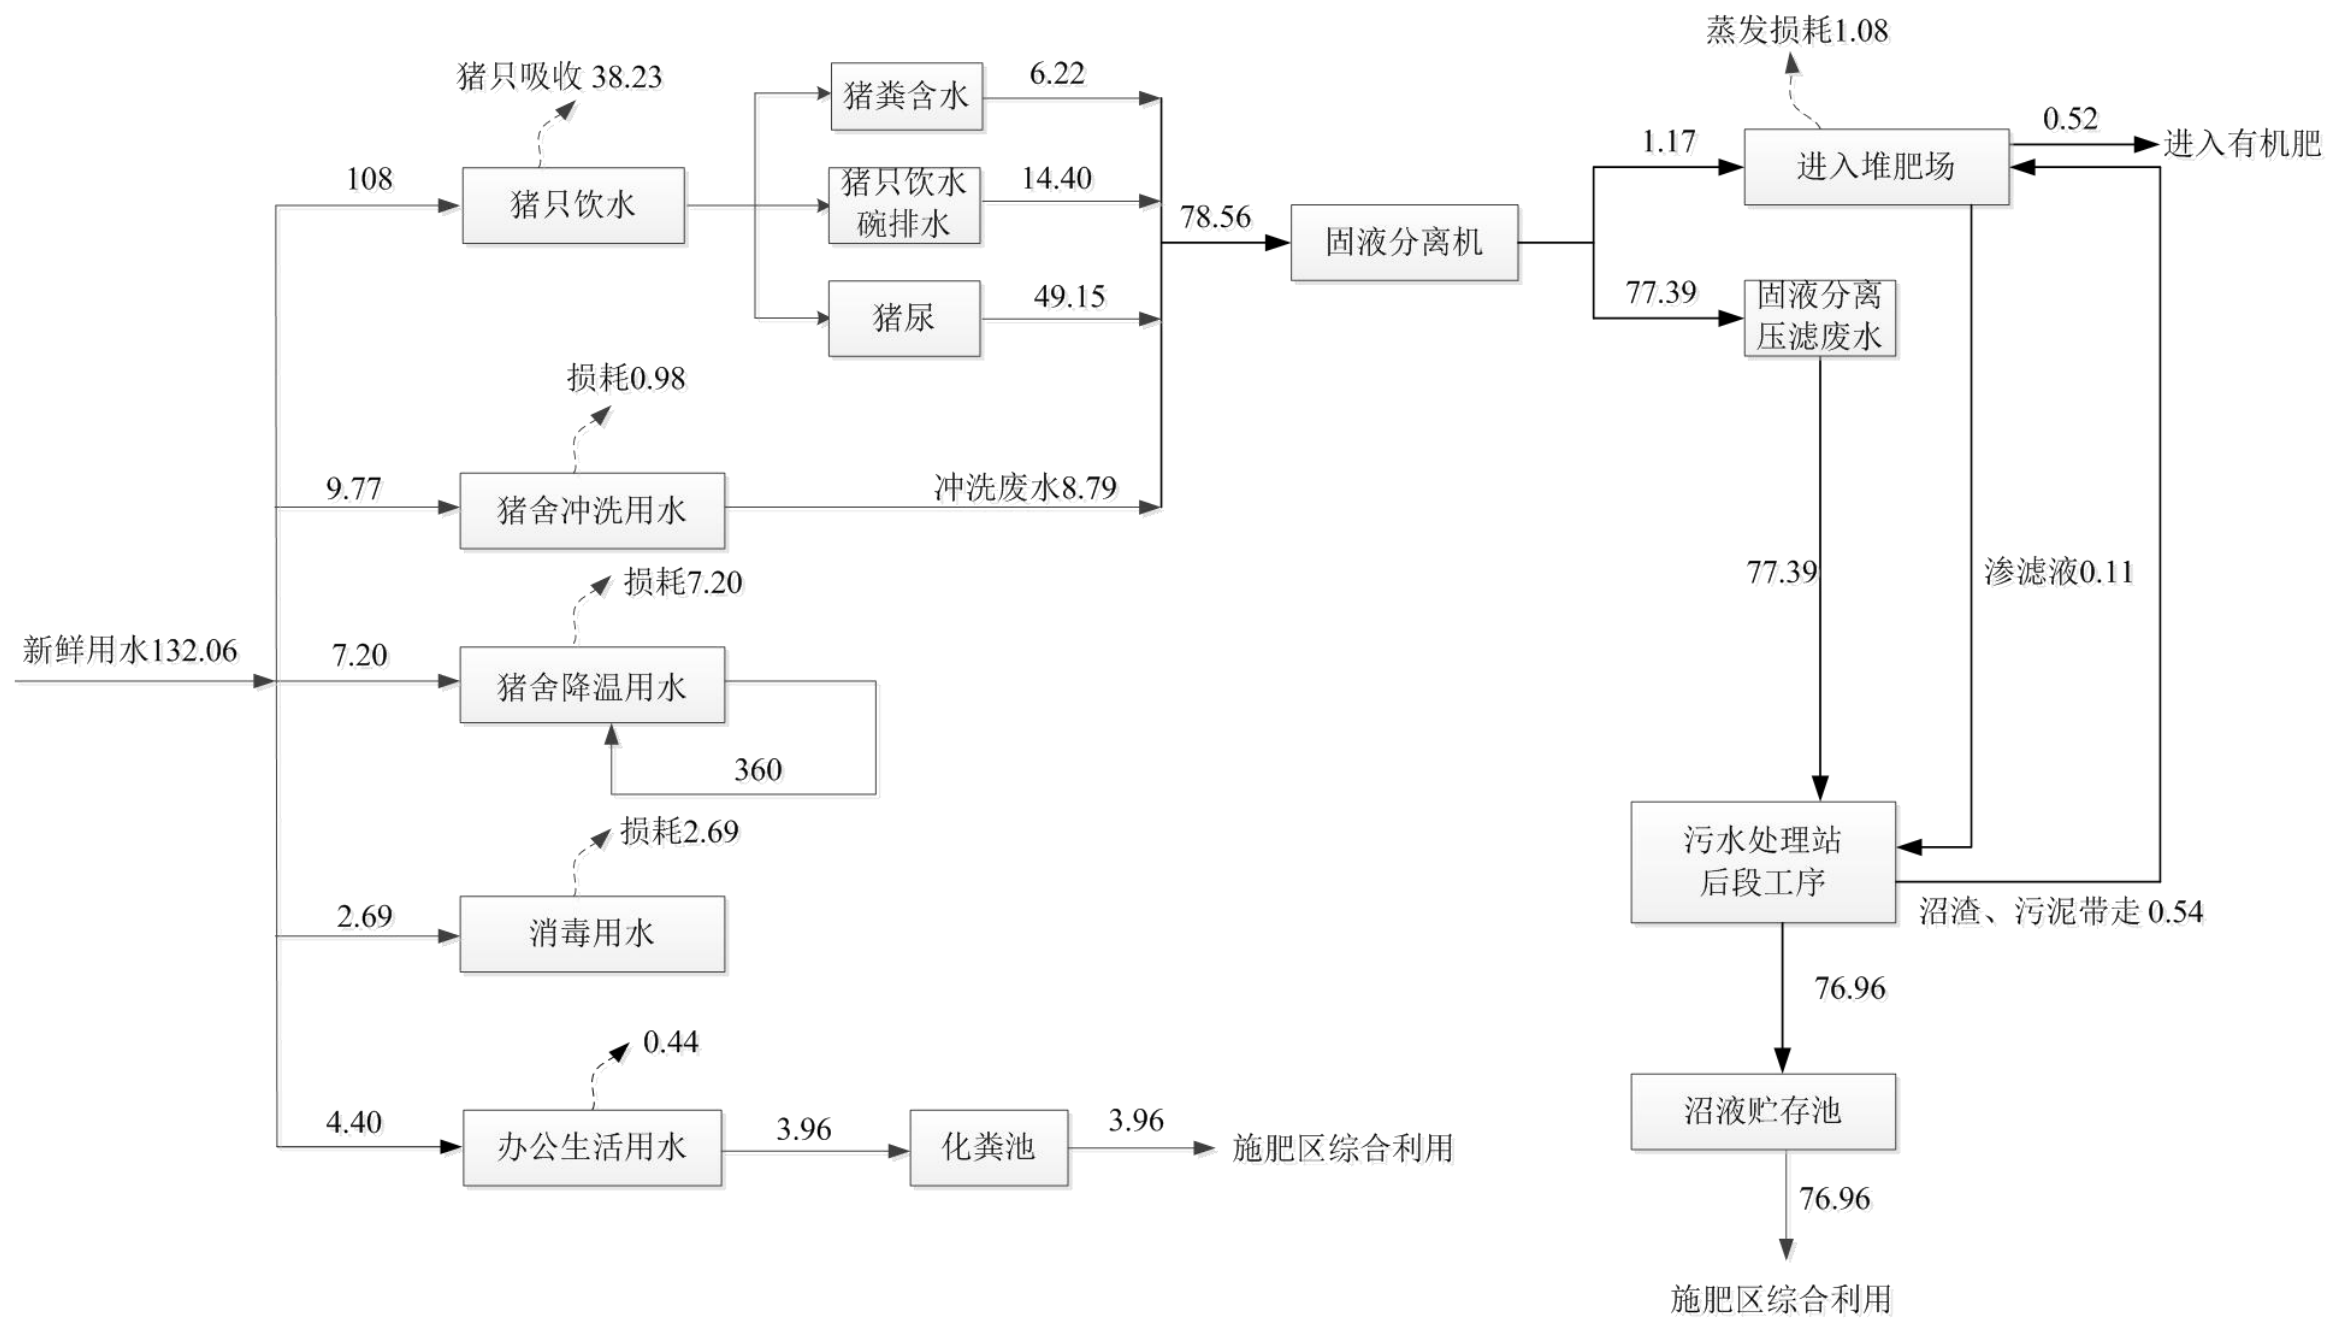 蒸发损耗1.08
猪只吸收 38.23
猪粪含水
6.22
0.52
进入有机肥
1.17
进入堆肥场
108
猪只饮水
猪只饮水
碗排水
14.40
78.56
固液分离机
猪尿
49.15
77.39
固液分离
压滤废水
损耗0.98
9.77
猪舍冲洗用水
冲洗废水8.79
损耗7.20
77.39
渗滤液0.11
新鲜用水132.06
7.20
猪舍降温用水
360
损耗2.69
污水处理站
后段工序
2.69
消毒用水
沼渣、污泥带走 0.54
76.96
0.44
4.40
办公生活用水
3.96
化粪池
3.96
施肥区综合利用
沼液贮存池
76.96
施肥区综合利用